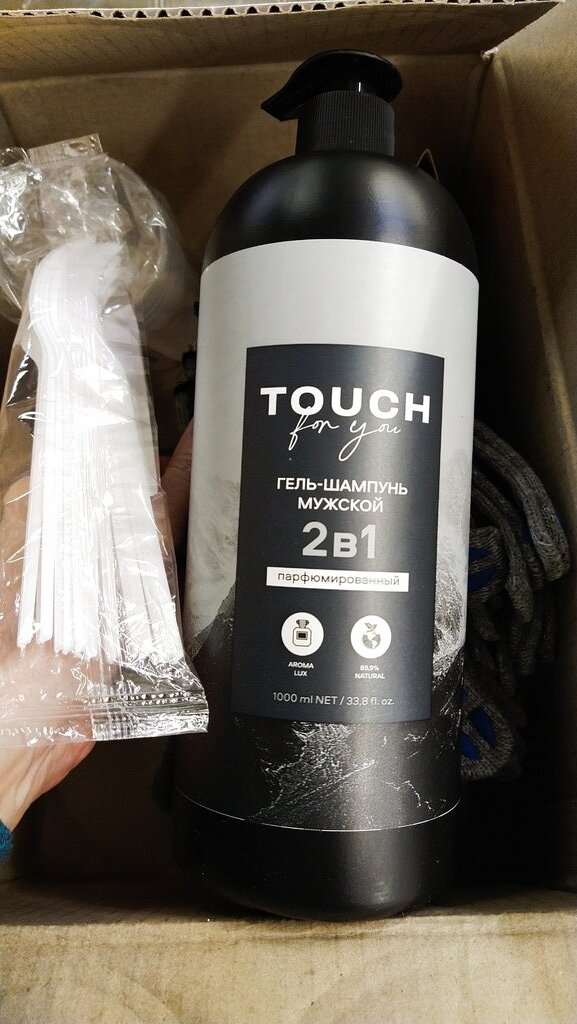 TOUCH
for you
ГЕЛЬ-ШАМПУНЬ
МУЖСКОЙ
2в1
парфюмированный
AROMA
LUX
89,9%
NATURAL
1000 ml NET / 33,8 fl. oz.